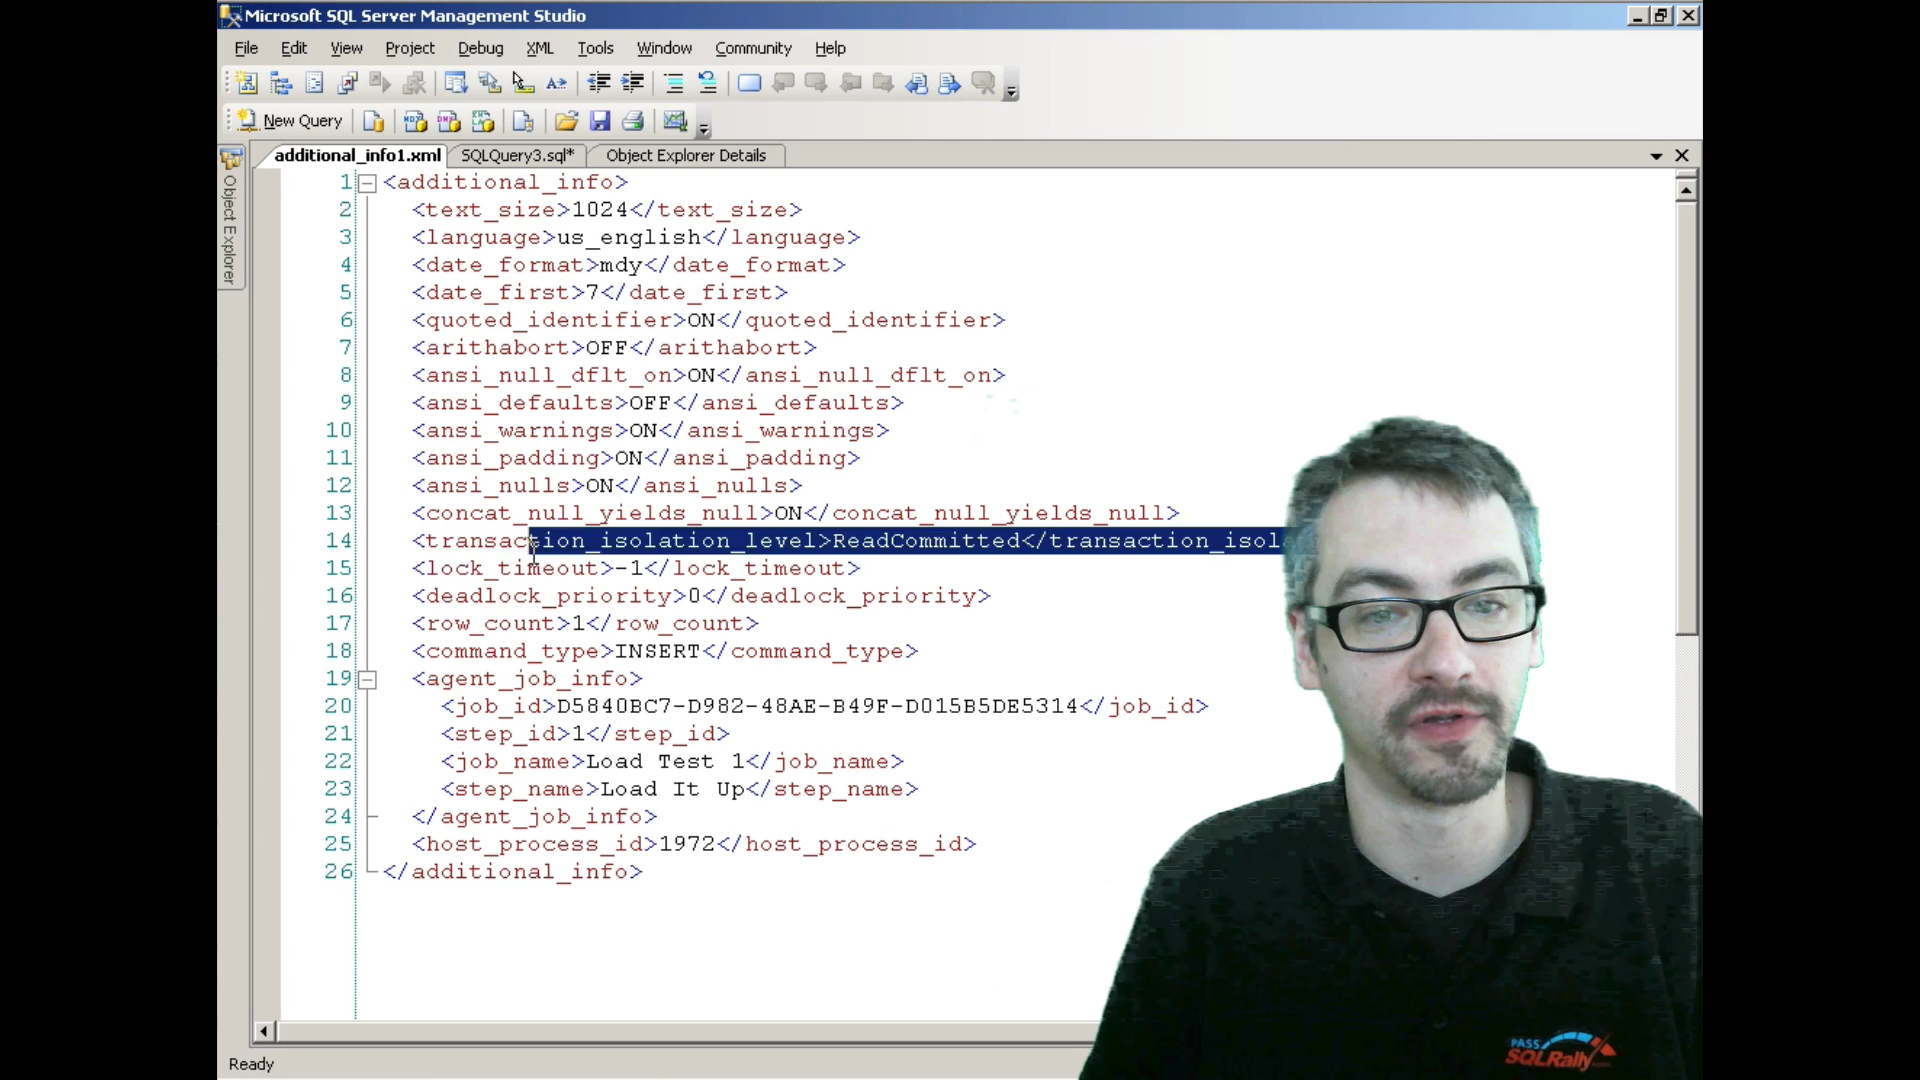 Microsoft SQL Server Management Studio
File Edit View Project Debug XML Tools Window Community Help
New Query
additional_info1.xml SQLQuery3.sql* Object Explorer Details
Object Explorer
1 <additional_info>
2 <text_size>1024</text_size>
3 <language>us_english</language>
4 <date_format>mdy</date_format>
5 <date_first>7</date_first>
6 <quoted_identifier>ON</quoted_identifier>
7 <arithabort>OFF</arithabort>
8 <ansi_null_dflt_on>ON</ansi_null_dflt_on>
9 <ansi_defaults>OFF</ansi_defaults>
10 <ansi_warnings>ON</ansi_warnings>
11 <ansi_padding>ON</ansi_padding>
12 <ansi_nulls>ON</ansi_nulls>
13 <concat_null_yields_null>ON</concat_null_yields_null>
14 <transaction_isolation_level>ReadCommitted</transaction_isol
15 <lock_timeout>-1</lock_timeout>
16 <deadlock_priority>0</deadlock_priority>
17 <row_count>1</row_count>
18 <command_type>INSERT</command_type>
19 <agent_job_info>
20 <job_id>D5840BC7-D982-48AE-B49F-D015B5DE5314</job_id>
21 <step_id>1</step_id>
22 <job_name>Load Test 1</job_name>
23 <step_name>Load It Up</step_name>
24 </agent_job_info>
25 <host_process_id>1972</host_process_id>
26 </additional_info>
Ready
PASS
SQLRally